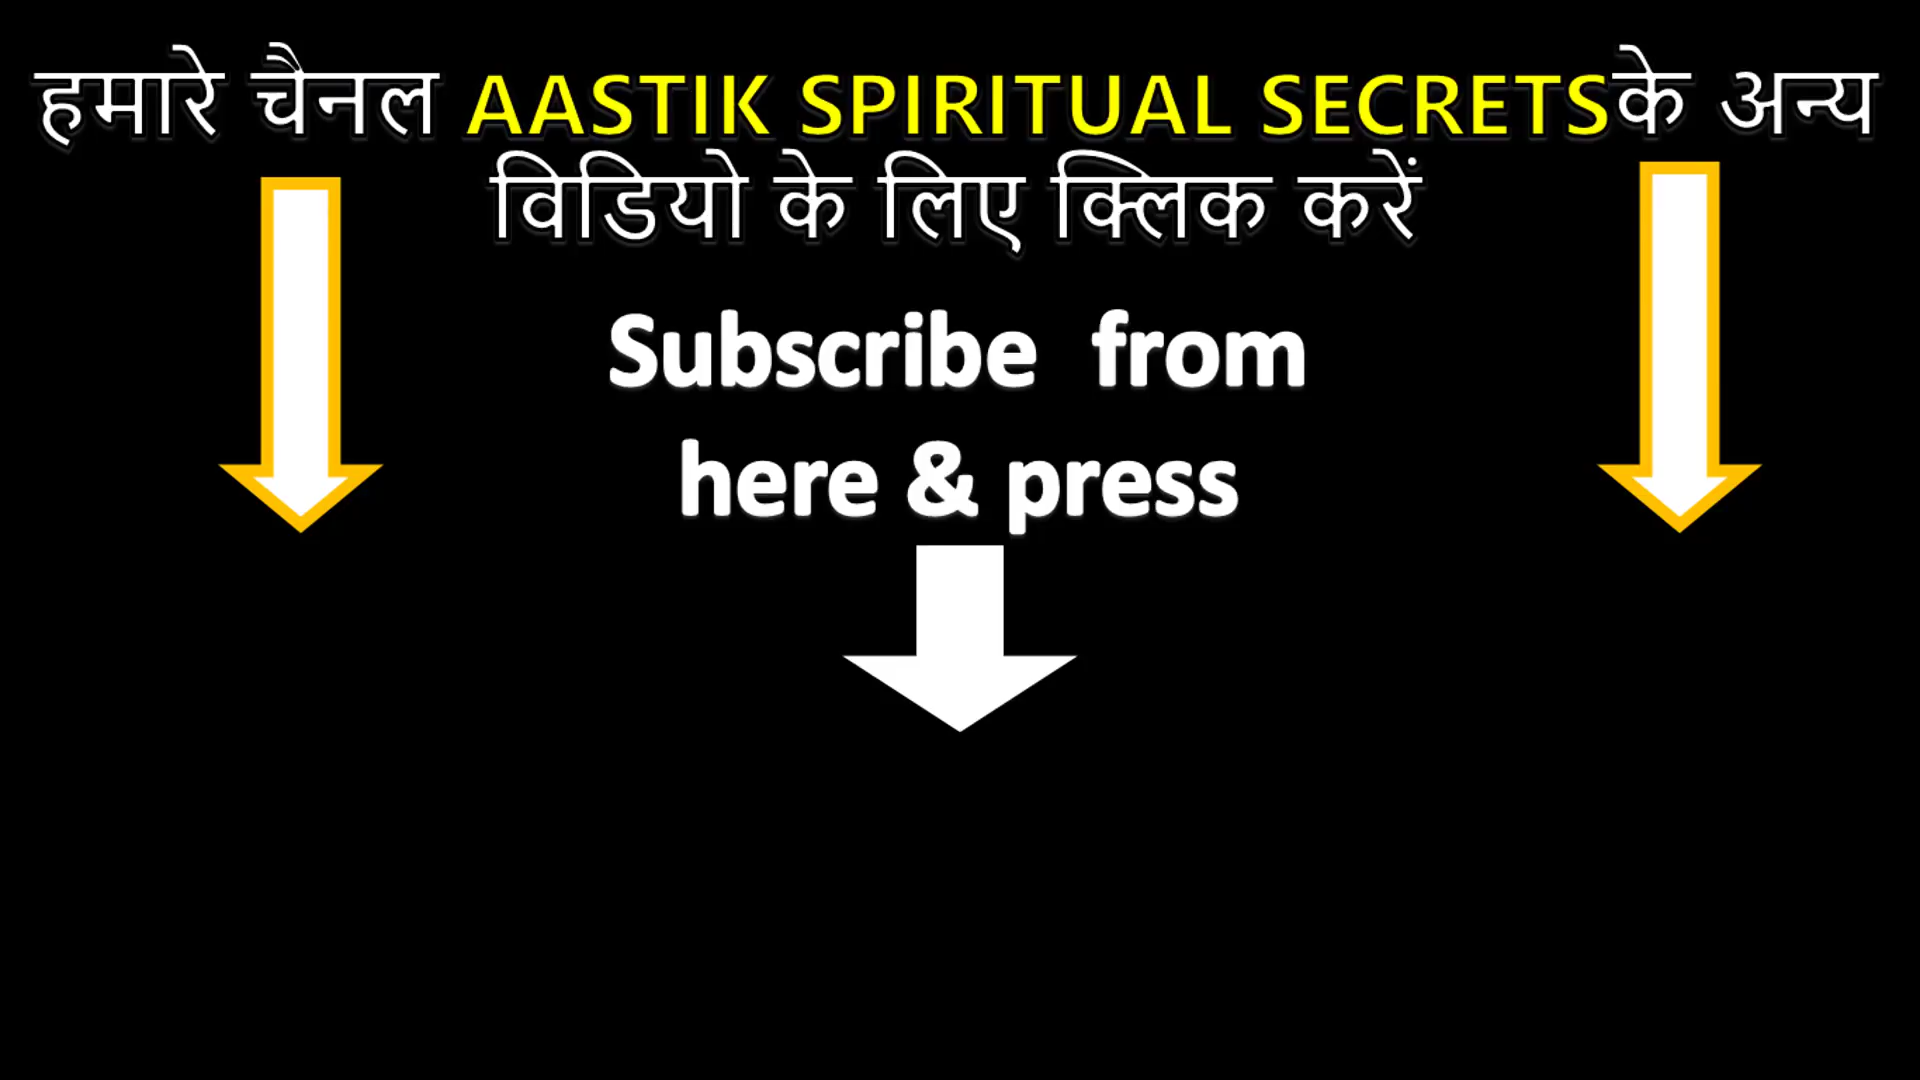 हमारे चैनल AASTIK SPIRITUAL SECRETSके अन्य
विडियो के लिए क्लिक करें
Subscribe from
here & press